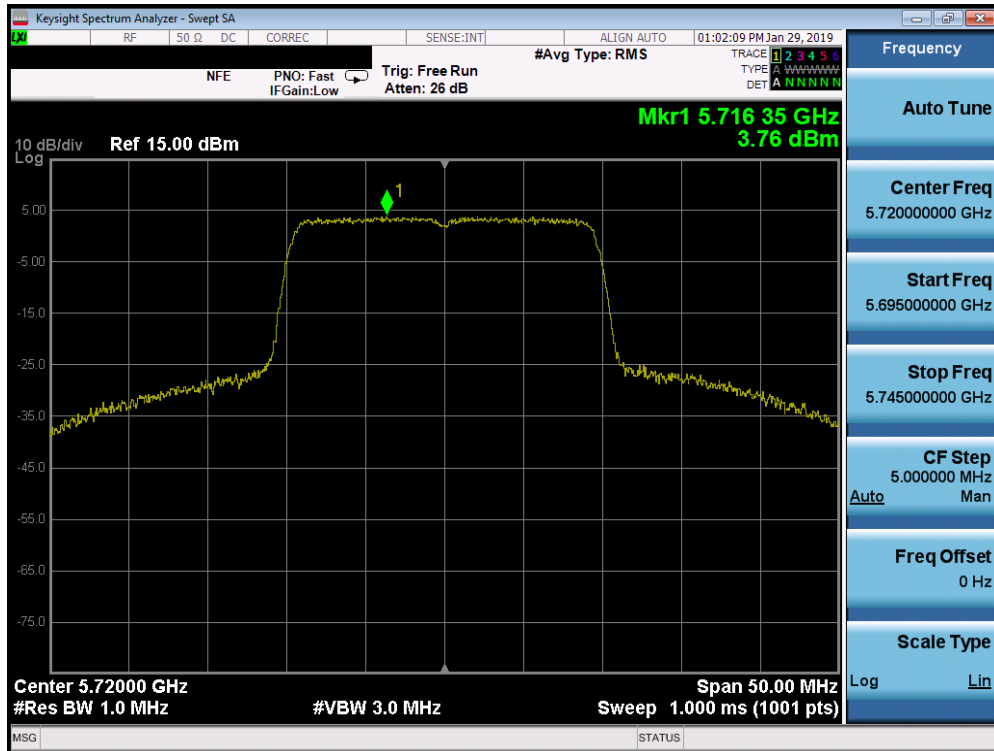 Keysight Spectrum Analyzer - Swept SA
LXI RF 50 Ω DC CORREC SENSE:INT ALIGN AUTO 01:02:09 PM Jan 29, 2019
#Avg Type: RMS TRACE 1 2 3 4 5 6
NFE PNO: Fast Trig: Free Run TYPE A WWWWW
IFGain:Low Atten: 26 dB DET A N N N N N
Mkr1 5.716 35 GHz
3.76 dBm
10 dB/div Ref 15.00 dBm
Log
1
5.00
-5.00
-15.0
-25.0
-35.0
-45.0
-55.0
-65.0
-75.0
Center 5.72000 GHz Span 50.00 MHz
#Res BW 1.0 MHz #VBW 3.0 MHz Sweep 1.000 ms (1001 pts)
MSG STATUS
Frequency
Auto Tune
Center Freq
5.720000000 GHz
Start Freq
5.695000000 GHz
Stop Freq
5.745000000 GHz
CF Step
5.000000 MHz
Auto Man
Freq Offset
0 Hz
Scale Type
Log Lin